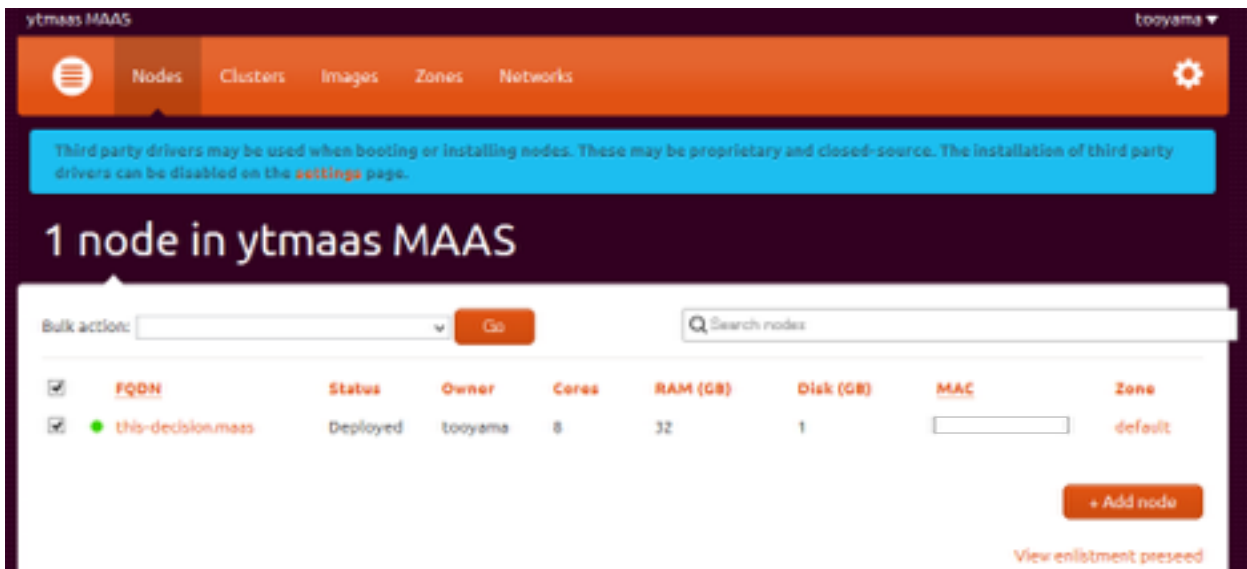 ytmaas MAAS
tooyama
Nodes Clusters Images Zones Networks
Third party drivers may be used when booting or installing nodes. These may be proprietary and closed-source. The installation of third party
drivers can be disabled on the settings page.
1 node in ytmaas MAAS
Bulk action: Go Search nodes
FQDN Status Owner Cores RAM (GB) Disk (GB) MAC Zone
this-decision.maas Deployed tooyama 8 32 1 default
+ Add node
View enlistment preseed